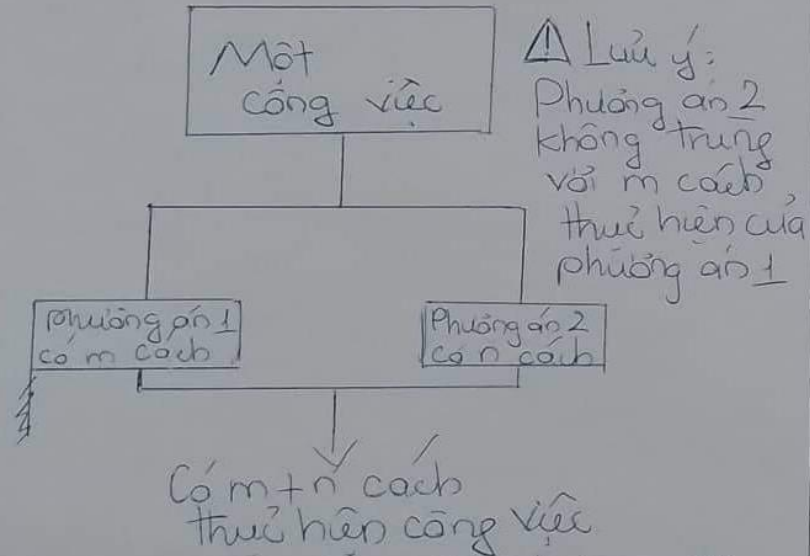 Một
công việc
⚠ Lưu ý:
Phương án 2
không trùng
với m cách
thực hiện của
phương án 1
phương án 1
có m cách
Phương án 2
có n cách
Có m+n cách
thực hiện công việc